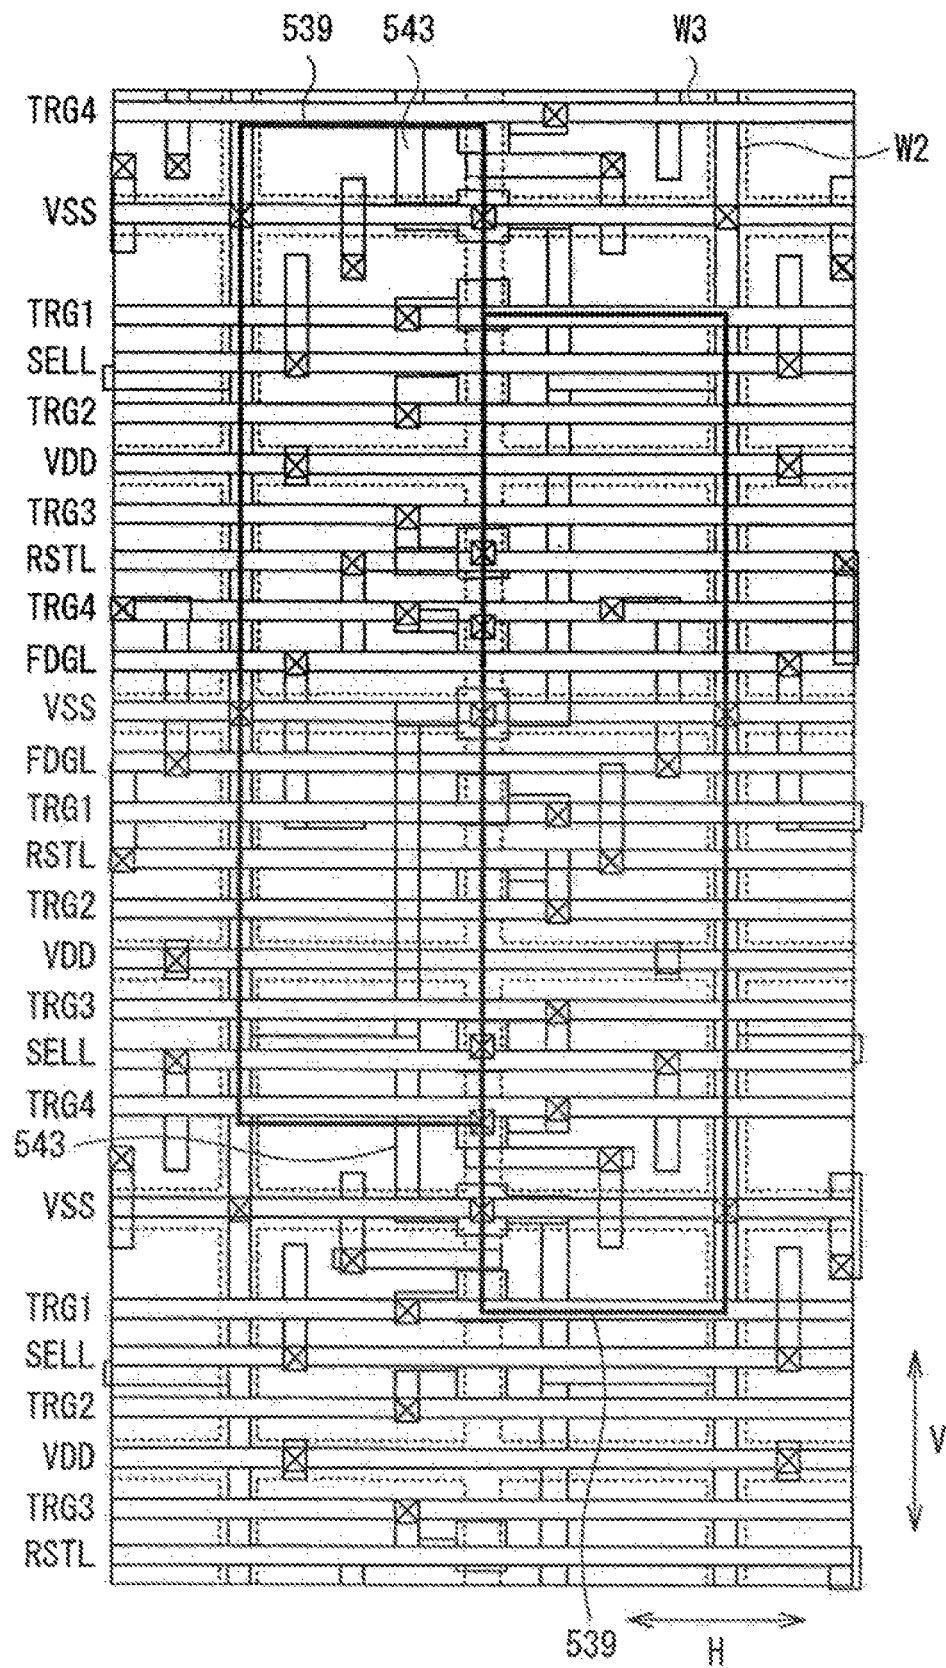 539 543 W3
TRG4
W2
VSS
TRG1
SELL
TRG2
VDD
TRG3
RSTL
TRG4
FDGL
VSS
FDGL
TRG1
RSTL
TRG2
VDD
TRG3
SELL
TRG4
543
VSS
TRG1
SELL
TRG2
VDD
V
TRG3
RSTL
539
H